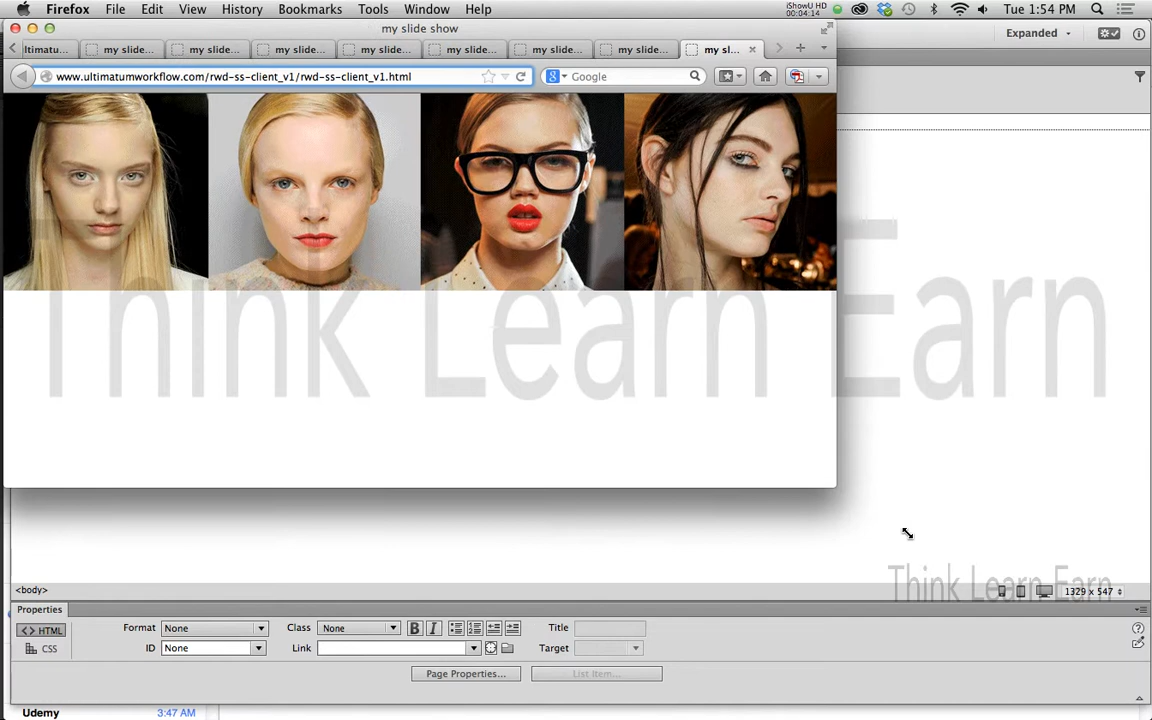 Firefox File Edit View History Bookmarks Tools Window Help iShowU HD 00:04:14 Tue 1:54 PM
my slide show
ltimatu... my slide... my slide... my slide... my slide... my slide... my slide... my slide... my sl...
Expanded
www.ultimatumworkflow.com/rwd-ss-client_v1/rwd-ss-client_v1.html
Google
Think Learn Earn
Think Learn Earn
<body>
1329 x 547
Properties
<> HTML
Format None
Class None
B I
Title
CSS
ID None
Link
Target
Page Properties...
List Item...
Udemy 3:47 AM